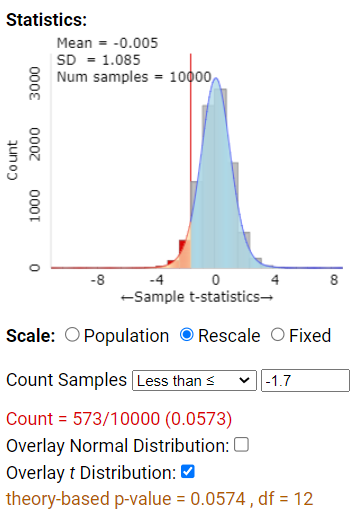 Statistics:
Mean = -0.005
SD = 1.085
Num samples = 10000
Count
3000
2000
1000
0
-8 -4 0 4 8
←Sample t-statistics→
Scale: Population Rescale Fixed
Count Samples Less than ≤ -1.7
Count = 573/10000 (0.0573)
Overlay Normal Distribution:
Overlay t Distribution:
theory-based p-value = 0.0574 , df = 12